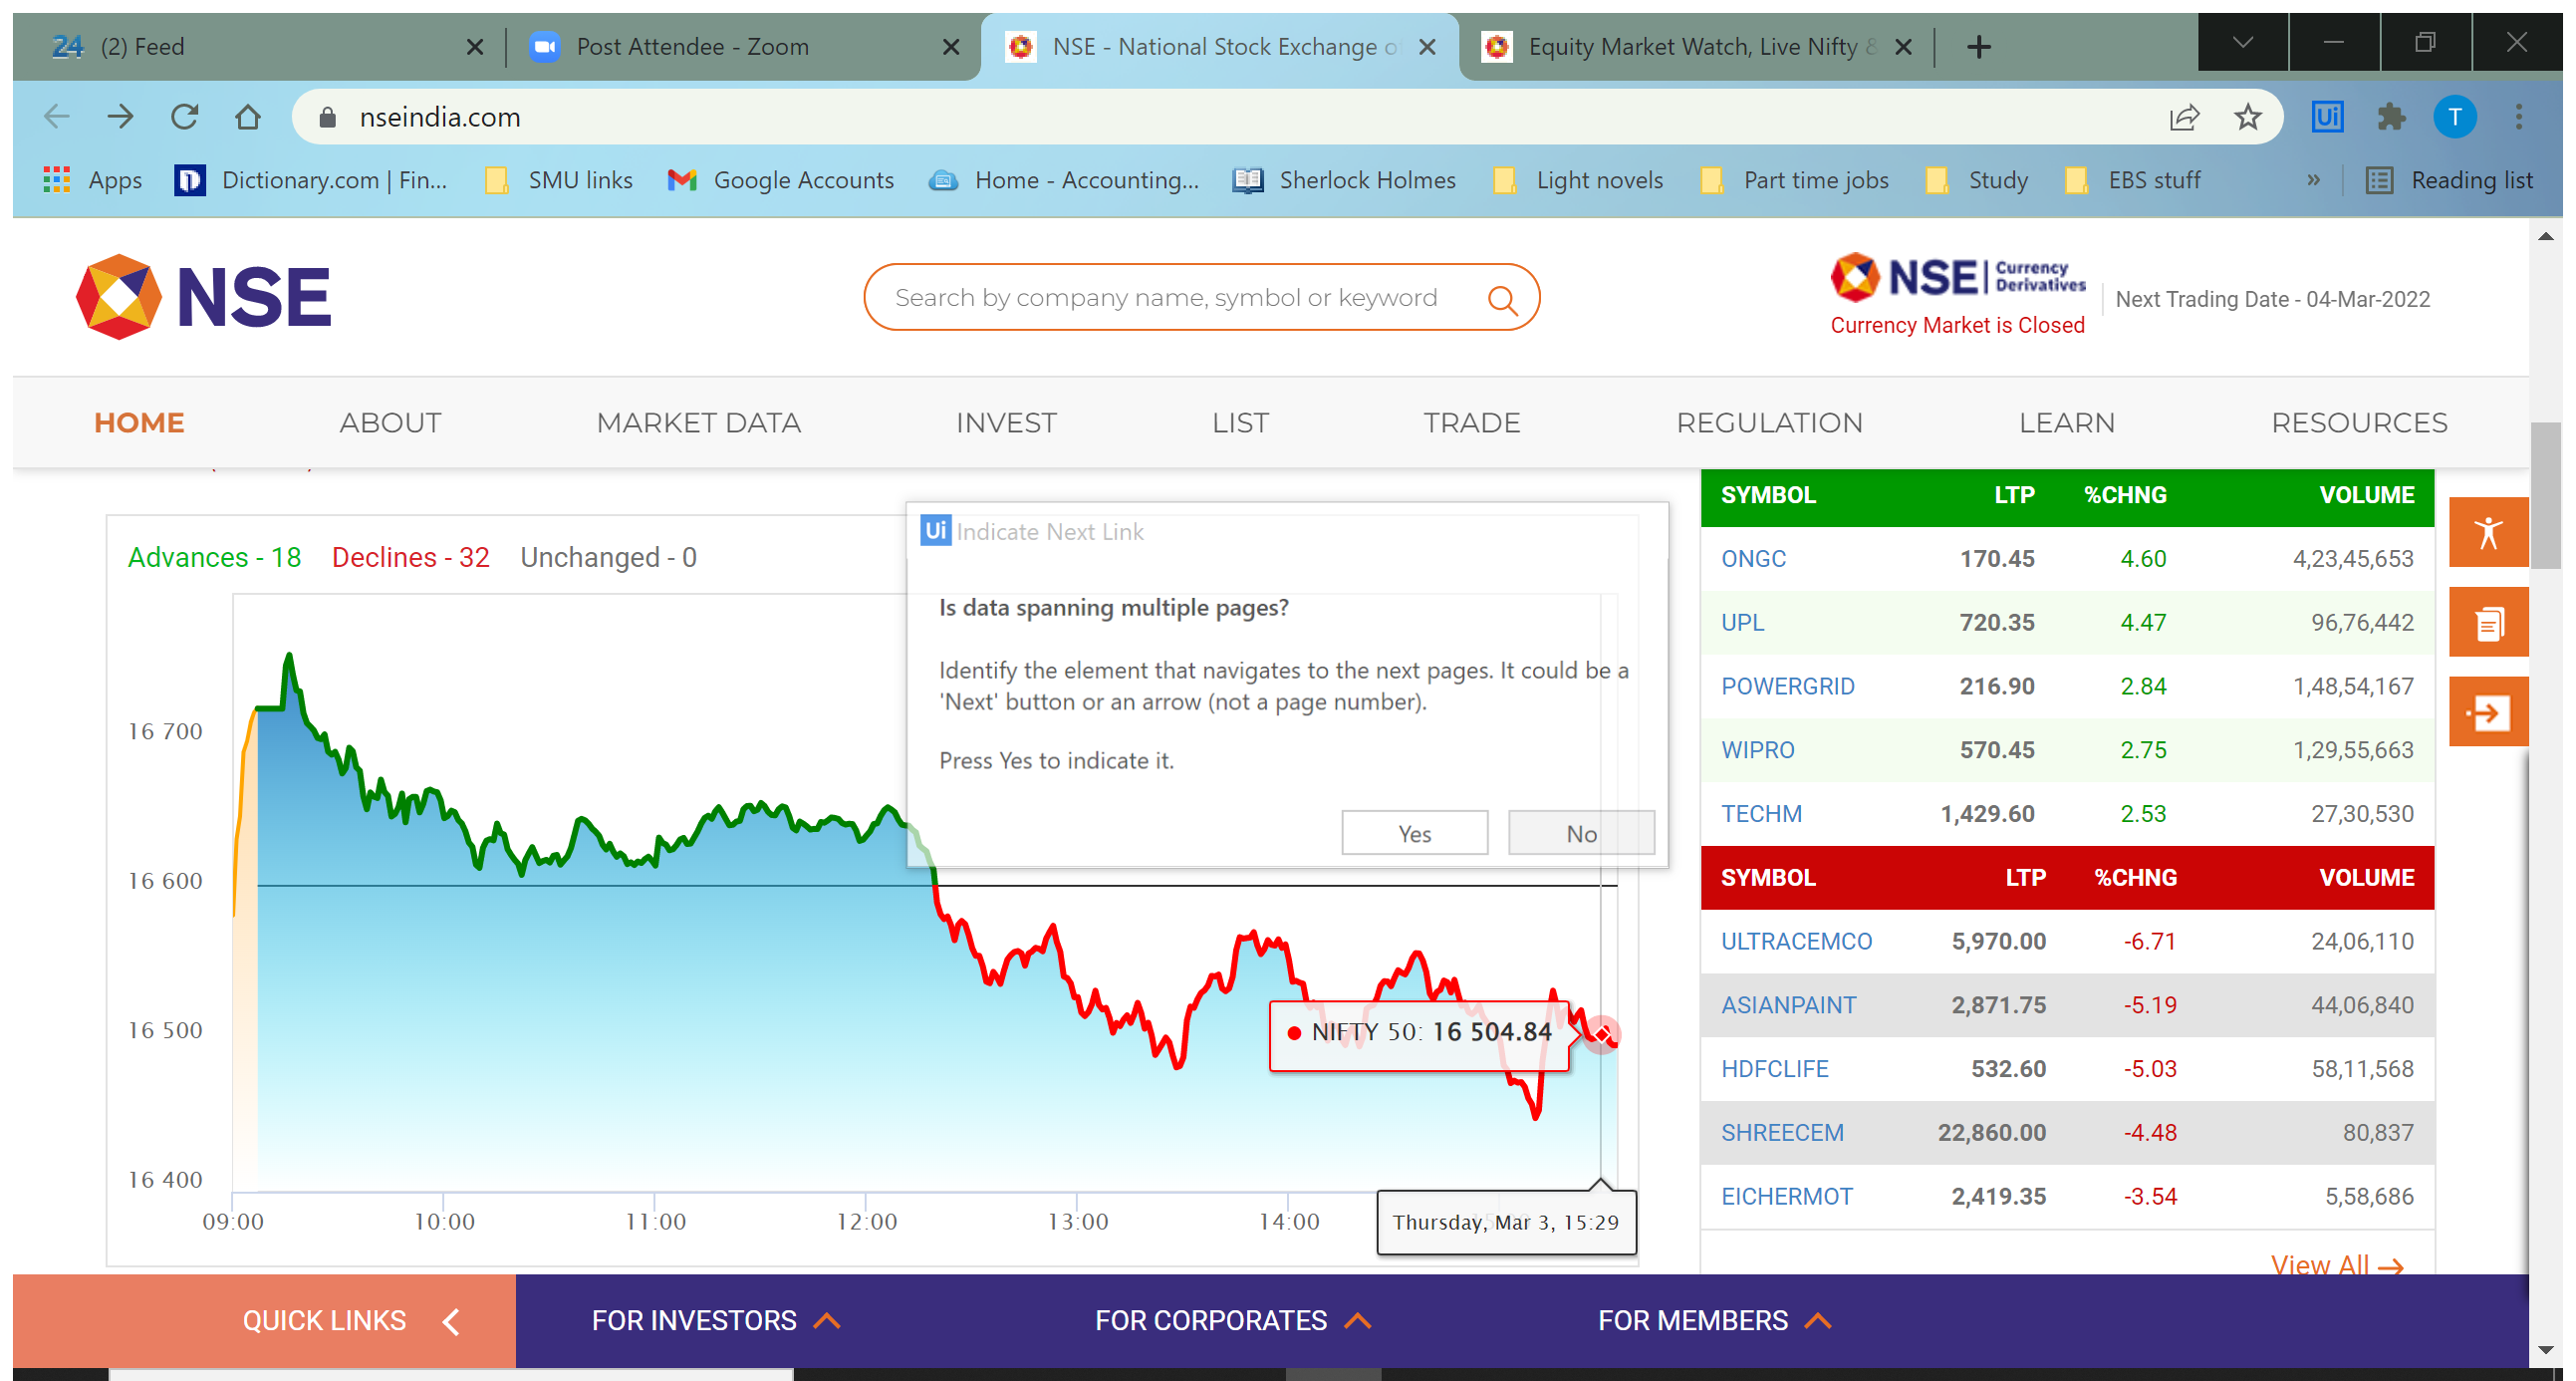 24 (2) Feed
Post Attendee - Zoom
NSE - National Stock Exchange o
Equity Market Watch, Live Nifty &
nseindia.com
Ui
T
Apps
Dictionary.com | Fin...
SMU links
Google Accounts
Home - Accounting...
Sherlock Holmes
Light novels
Part time jobs
Study
EBS stuff
»
Reading list
NSE
Search by company name, symbol or keyword
NSE Currency Derivatives
Currency Market is Closed
Next Trading Date - 04-Mar-2022
HOME ABOUT MARKET DATA INVEST LIST TRADE REGULATION LEARN RESOURCES
Advances - 18 Declines - 32 Unchanged - 0
16 700
16 600
16 500
16 400
09:00 10:00 11:00 12:00 13:00 14:00
Ui Indicate Next Link
Is data spanning multiple pages?
Identify the element that navigates to the next pages. It could be a
'Next' button or an arrow (not a page number).
Press Yes to indicate it.
Yes No
NIFTY 50: 16 504.84
Thursday, Mar 3, 15:29
SYMBOL LTP %CHNG VOLUME
ONGC 170.45 4.60 4,23,45,653
UPL 720.35 4.47 96,76,442
POWERGRID 216.90 2.84 1,48,54,167
WIPRO 570.45 2.75 1,29,55,663
TECHM 1,429.60 2.53 27,30,530
SYMBOL LTP %CHNG VOLUME
ULTRACEMCO 5,970.00 -6.71 24,06,110
ASIANPAINT 2,871.75 -5.19 44,06,840
HDFCLIFE 532.60 -5.03 58,11,568
SHREECEM 22,860.00 -4.48 80,837
EICHERMOT 2,419.35 -3.54 5,58,686
View All
QUICK LINKS FOR INVESTORS FOR CORPORATES FOR MEMBERS